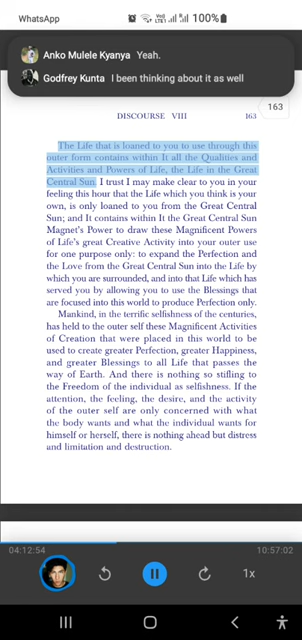 WhatsApp
100%
Anko Mulele Kyanya Yeah.
Godfrey Kunta I been thinking about it as well
163
DISCOURSE VIII 163
The Life that is loaned to you to use through this
outer form contains within It all the Qualities and
Activities and Powers of Life, the Life in the Great
Central Sun. I trust I may make clear to you in your
feeling this hour that the Life which you think is your
own, is only loaned to you from the Great Central
Sun; and It contains within It the Great Central Sun
Magnet's Power to draw these Magnificent Powers
of Life's great Creative Activity into your outer use
for one purpose only: to expand the Perfection and
the Love from the Great Central Sun into the Life by
which you are surrounded, and into that Life which has
served you by allowing you to use the Blessings that
are focused into this world to produce Perfection only.
Mankind, in the terrific selfishness of the centuries,
has held to the outer self these Magnificent Activities
of Creation that were placed in this world to be
used to create greater Perfection, greater Happiness,
and greater Blessings to all Life that passes the
way of Earth. And there is nothing so stifling to
the Freedom of the individual as selfishness. If the
attention, the feeling, the desire, and the activity
of the outer self are only concerned with what
the body wants and what the individual wants for
himself or herself, there is nothing ahead but distress
and limitation and destruction.
04:12:54 10:57:02
1x